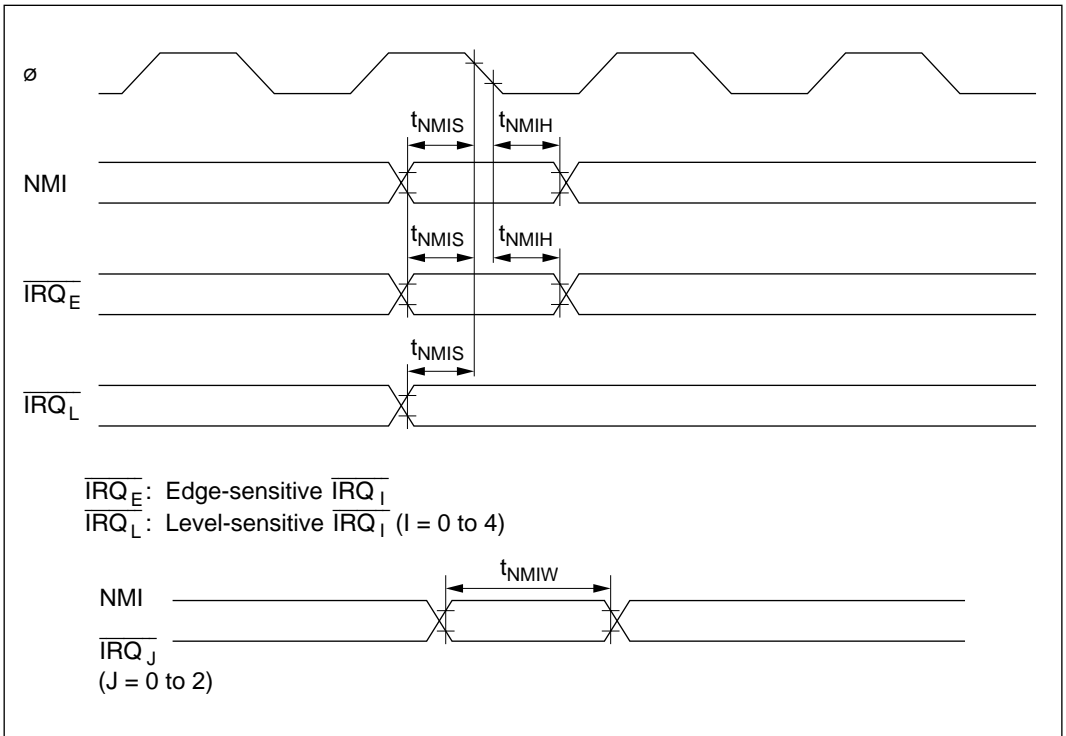 ø
tNMIS tNMIH
NMI
tNMIS tNMIH
IRQE
tNMIS
IRQL
IRQE: Edge-sensitive IRQI
IRQL: Level-sensitive IRQI (I = 0 to 4)
tNMIW
NMI
IRQJ
(J = 0 to 2)